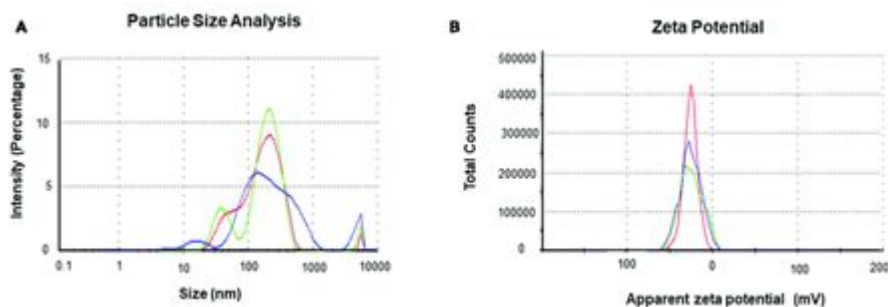 A
Particle Size Analysis
Intensity (Percentage)
15
10
5
0
0.1 1 10 100 1000 10000
Size (nm)
B
Zeta Potential
Total Counts
500000
400000
300000
200000
100000
0
100 0 100 200
Apparent zeta potential (mV)